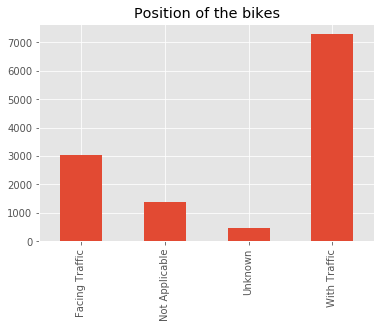 Position of the bikes
7000
6000
5000
4000
3000
2000
1000
0
Facing Traffic
Not Applicable
Unknown
With Traffic